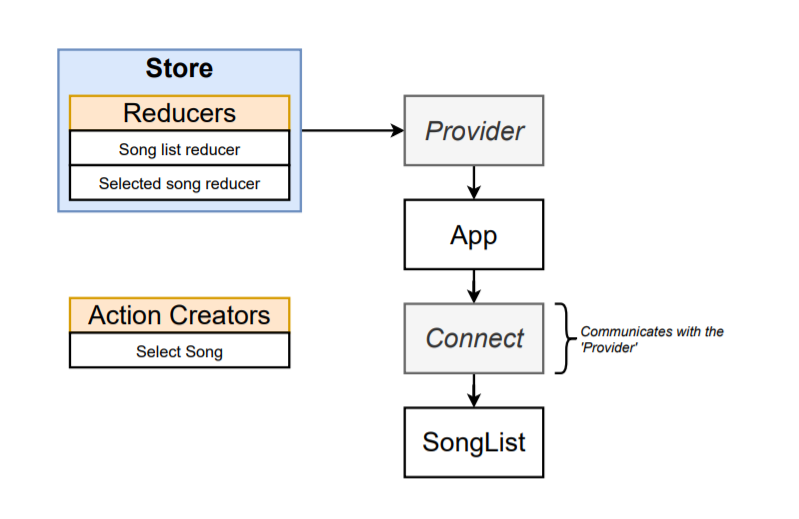 Store
Reducers
Song list reducer
Selected song reducer
Provider
App
Action Creators
Select Song
Connect
Communicates with the
'Provider'
SongList